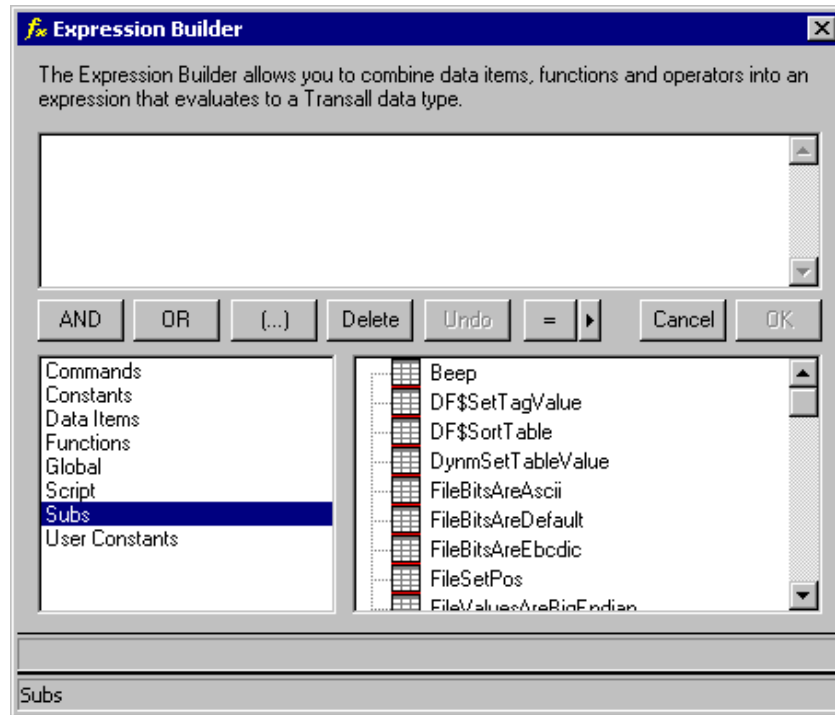 fx Expression Builder
The Expression Builder allows you to combine data items, functions and operators into an
expression that evaluates to a Transall data type.
AND OR (...) Delete Undo = Cancel OK
Commands
Constants
Data Items
Functions
Global
Script
Subs
User Constants
Beep
DF$SetTagValue
DF$SortTable
DynmSetTableValue
FileBitsAreAscii
FileBitsAreDefault
FileBitsAreEbcdic
FileSetPos
FileValuesAreBigEndian
Subs